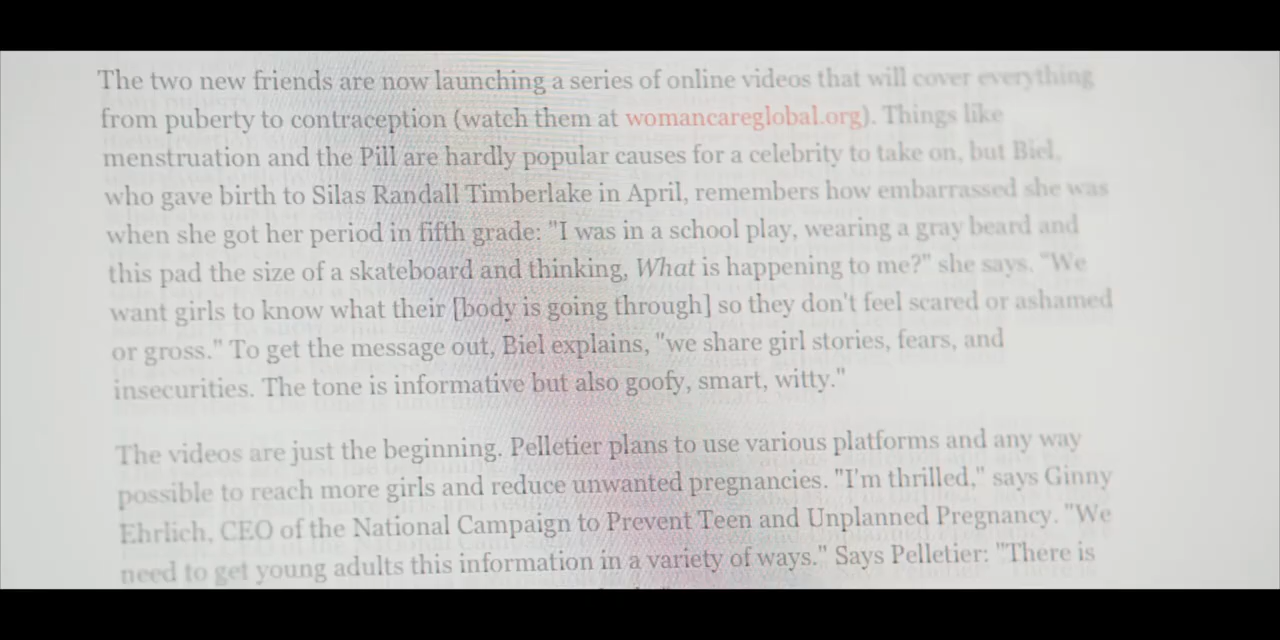 The two new friends are now launching a series of online videos that will cover everything
from puberty to contraception (watch them at womancareglobal.org). Things like
menstruation and the Pill are hardly popular causes for a celebrity to take on, but Biel,
who gave birth to Silas Randall Timberlake in April, remembers how embarrassed she was
when she got her period in fifth grade: "I was in a school play, wearing a gray beard and
this pad the size of a skateboard and thinking, What is happening to me?" she says. "We
want girls to know what their [body is going through] so they don't feel scared or ashamed
or gross." To get the message out, Biel explains, "we share girl stories, fears, and
insecurities. The tone is informative but also goofy, smart, witty."
The videos are just the beginning. Pelletier plans to use various platforms and any way
possible to reach more girls and reduce unwanted pregnancies. "I'm thrilled," says Ginny
Ehrlich, CEO of the National Campaign to Prevent Teen and Unplanned Pregnancy. "We
need to get young adults this information in a variety of ways." Says Pelletier: "There is